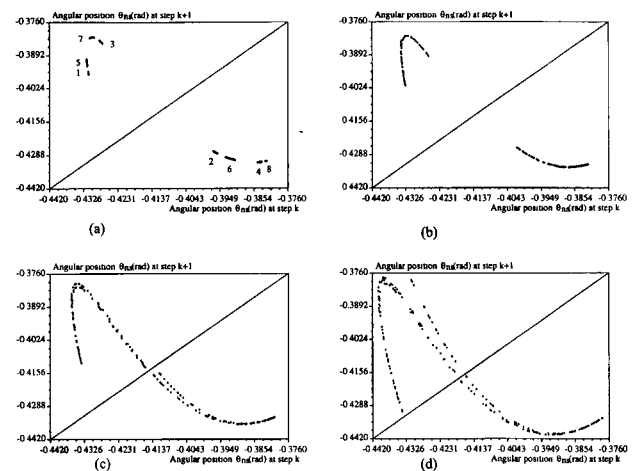 Angular position θns(rad) at step k+1
-0.3760
-0.3892
-0.4024
-0.4288
-0.4420
7
3
5
1
2
6
4 8
-0.4420 -0.4326 -0.4231 -0.4137 -0.4043 -0.3949 -0.3854 -0.3760
Angular position θns(rad) at step k
(a)
Angular position θns(rad) at step k+1
-0.3760
-0.3892
-0.4024
-0.4288
-0.4420
-0.4420 -0.4326 -0.4231 -0.4137 -0.4043 -0.3949 -0.3854 -0.3760
Angular position θns(rad) at step k
(b)
Angular position θns(rad) at step k+1
-0.3760
-0.3892
-0.4024
-0.4156
-0.4288
-0.4420
-0.4420 -0.4326 -0.4231 -0.4137 -0.4043 -0.3949 -0.3854 -0.3760
Angular position θns(rad) at step k
(c)
Angular position θns(rad) at step k+1
-0.3760
-0.3892
-0.4024
-0.4156
-0.4288
-0.4420
-0.4420 -0.4326 -0.4231 -0.4137 -0.4043 -0.3949 -0.3854 -0.3760
Angular position θns(rad) at step k
(d)